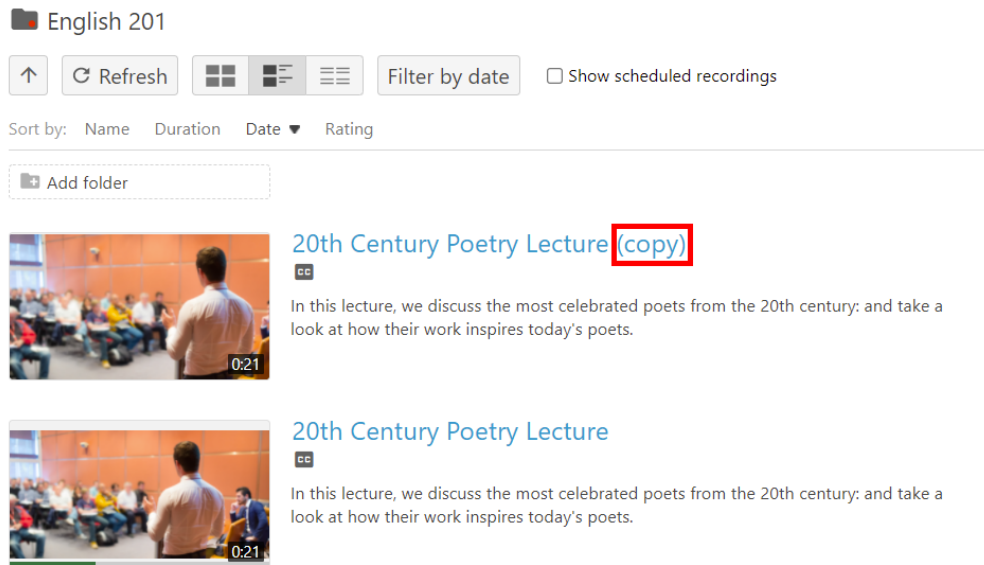 English 201
Refresh
Filter by date
Show scheduled recordings
Sort by: Name Duration Date ▼ Rating
Add folder
20th Century Poetry Lecture (copy)
CC
In this lecture, we discuss the most celebrated poets from the 20th century: and take a
look at how their work inspires today's poets.
0:21
20th Century Poetry Lecture
CC
In this lecture, we discuss the most celebrated poets from the 20th century: and take a
look at how their work inspires today's poets.
0:21